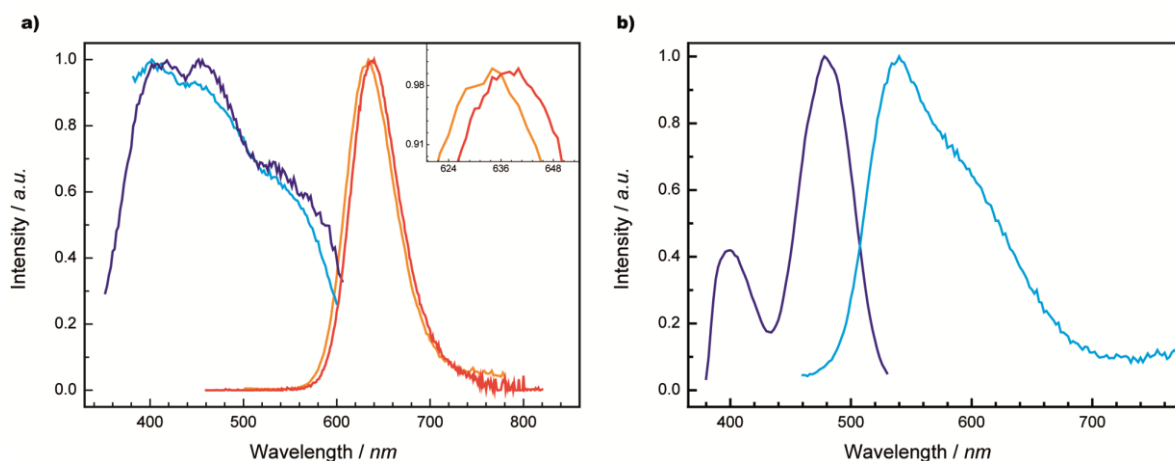 a)
1.0
0.8
0.6
0.4
0.2
0.0
Intensity / a.u.
400 500 600 700 800
Wavelength / nm
0.98
0.91
624 636 648
b)
1.0
0.8
0.6
0.4
0.2
0.0
Intensity / a.u.
400 500 600 700
Wavelength / nm